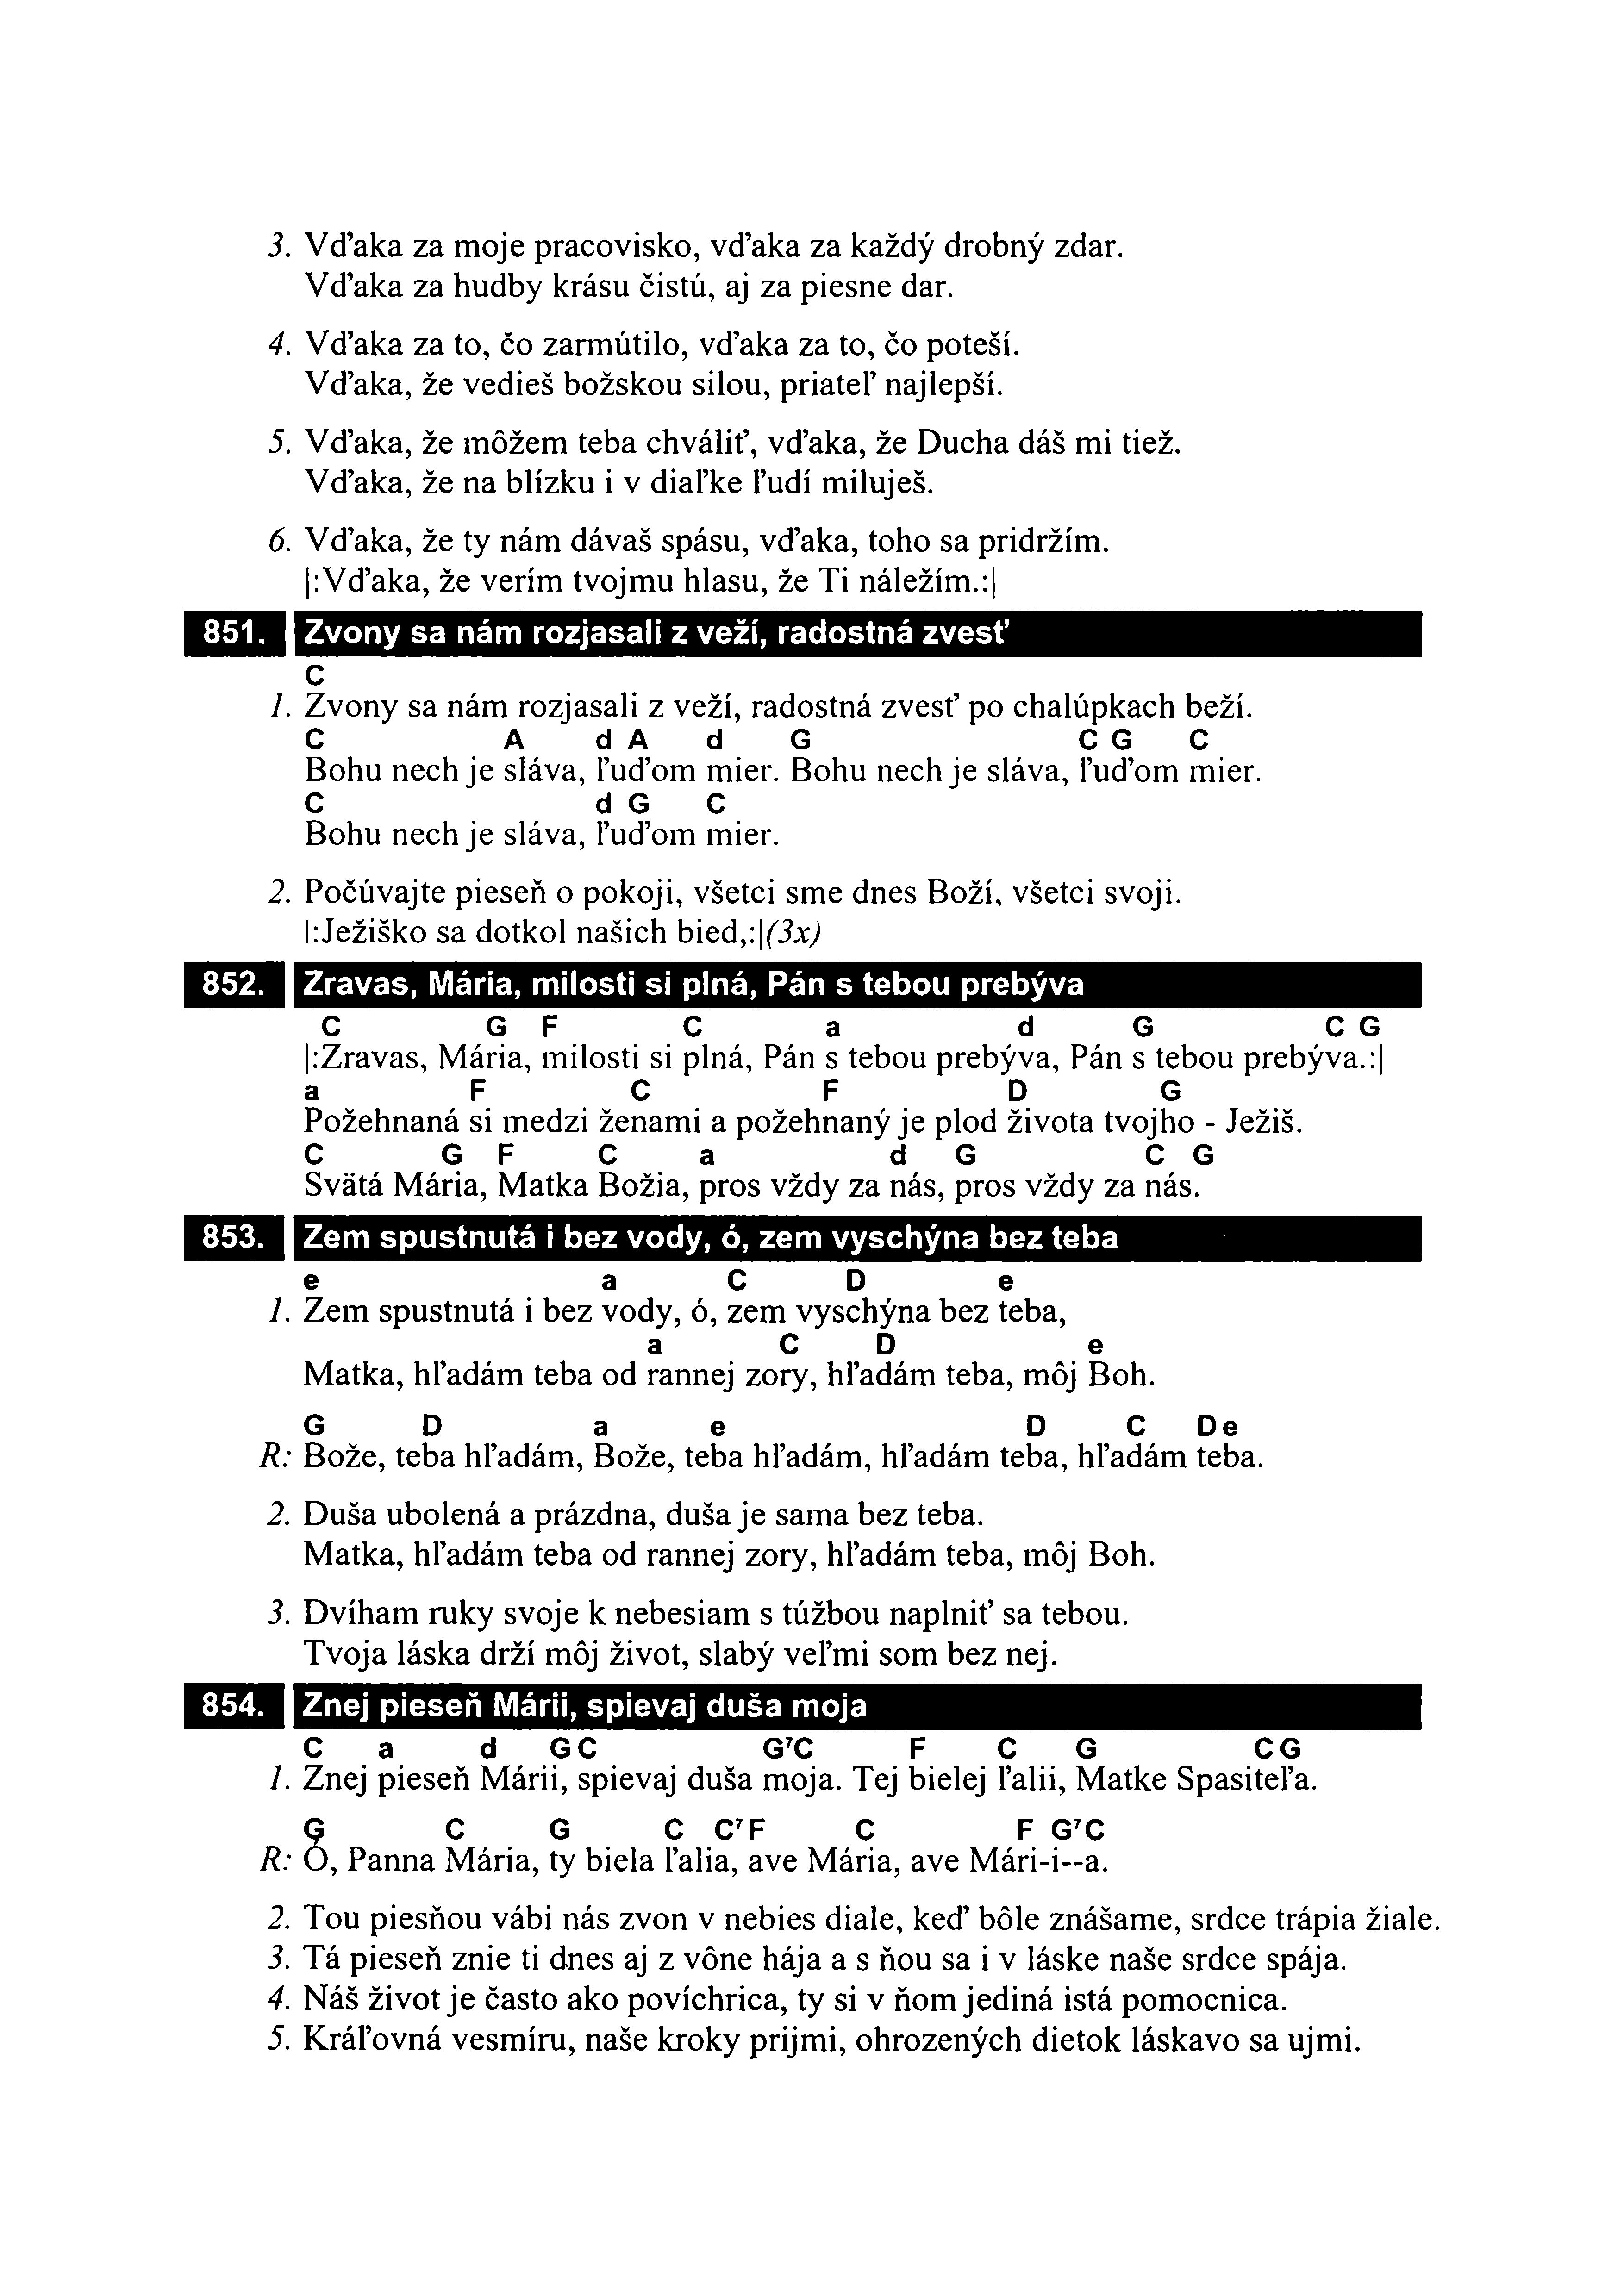 3. Vďaka za moje pracovisko, vďaka za každý drobný zdar.
Vďaka za hudby krásu čistú, aj za piesne dar.
4. Vďaka za to, čo zarmútilo, vďaka za to, čo poteší.
Vďaka, že vedieš božskou silou, priateľ najlepší.
5. Vďaka, že môžem teba chváliť, vďaka, že Ducha dáš mi tiež.
Vďaka, že na blízku i v diaľke ľudí miluješ.
6. Vďaka, že ty nám dávaš spásu, vďaka, toho sa pridržím.
|:Vďaka, že verím tvojmu hlasu, že Ti náležím.:|
851. Zvony sa nám rozjasali z veží, radostná zvesť
C
1. Zvony sa nám rozjasali z veží, radostná zvesť po chalúpkach beží.
C A d A d G C G C
Bohu nech je sláva, ľuďom mier. Bohu nech je sláva, ľuďom mier.
C d G C
Bohu nech je sláva, ľuďom mier.
2. Počúvajte pieseň o pokoji, všetci sme dnes Boží, všetci svoji.
|:Ježiško sa dotkol našich bied,:|(3x)
852. Zravas, Mária, milosti si plná, Pán s tebou prebýva
C G F C a d G C G
|:Zravas, Mária, milosti si plná, Pán s tebou prebýva, Pán s tebou prebýva.:|
a F C F D G
Požehnaná si medzi ženami a požehnaný je plod života tvojho - Ježiš.
C G F C a d G C G
Svätá Mária, Matka Božia, pros vždy za nás, pros vždy za nás.
853. Zem spustnutá i bez vody, ó, zem vyschýna bez teba
e a C D e
1. Zem spustnutá i bez vody, ó, zem vyschýna bez teba,
a C D e
Matka, hľadám teba od rannej zory, hľadám teba, môj Boh.
G D a e D C D e
R: Bože, teba hľadám, Bože, teba hľadám, hľadám teba, hľadám teba.
2. Duša ubolená a prázdna, duša je sama bez teba.
Matka, hľadám teba od rannej zory, hľadám teba, môj Boh.
3. Dvíham ruky svoje k nebesiam s túžbou naplniť sa tebou.
Tvoja láska drží môj život, slabý veľmi som bez nej.
854. Znej pieseň Márii, spievaj duša moja
C a d G C G⁷C F C G C G
1. Znej pieseň Márii, spievaj duša moja. Tej bielej ľalii, Matke Spasiteľa.
G C G C C⁷F C F G⁷C
R: Ó, Panna Mária, ty biela ľalia, ave Mária, ave Mári-i--a.
2. Tou piesňou vábi nás zvon v nebies diale, keď bôle znášame, srdce trápia žiale.
3. Tá pieseň znie ti dnes aj z vône hája a s ňou sa i v láske naše srdce spája.
4. Náš život je často ako povíchrica, ty si v ňom jediná istá pomocnica.
5. Kráľovná vesmíru, naše kroky prijmi, ohrozených dietok láskavo sa ujmi.